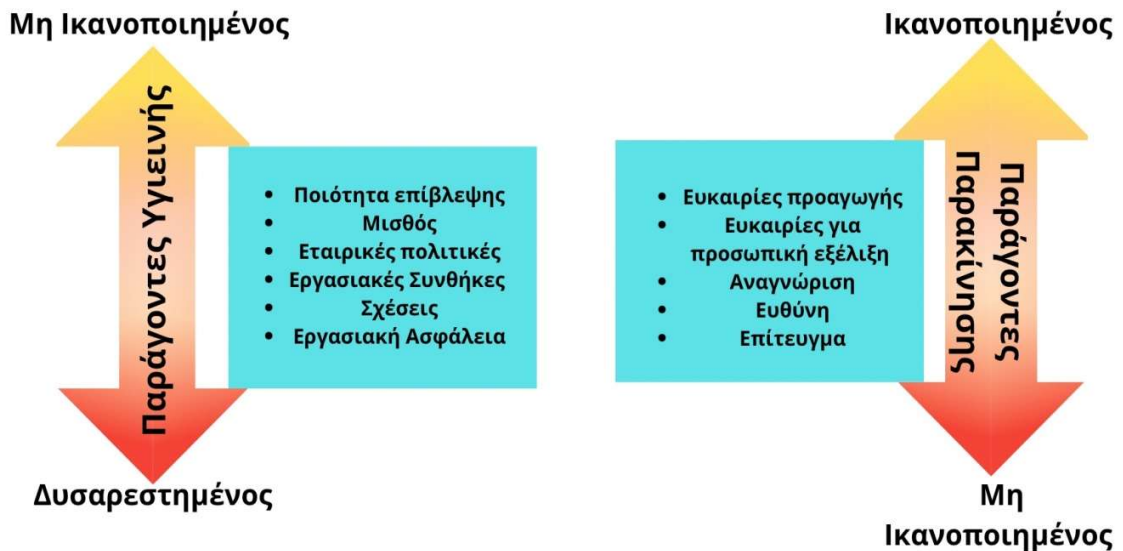 Μη Ικανοποιημένος
Παράγοντες Υγιεινής
• Ποιότητα επίβλεψης
• Μισθός
• Εταιρικές πολιτικές
• Εργασιακές Συνθήκες
• Σχέσεις
• Εργασιακή Ασφάλεια
Δυσαρεστημένος
Ικανοποιημένος
• Ευκαιρίες προαγωγής
• Ευκαιρίες για
προσωπική εξέλιξη
• Αναγνώριση
• Ευθύνη
• Επίτευγμα
Παράγοντες
Παρακίνησης
Μη
Ικανοποιημένος